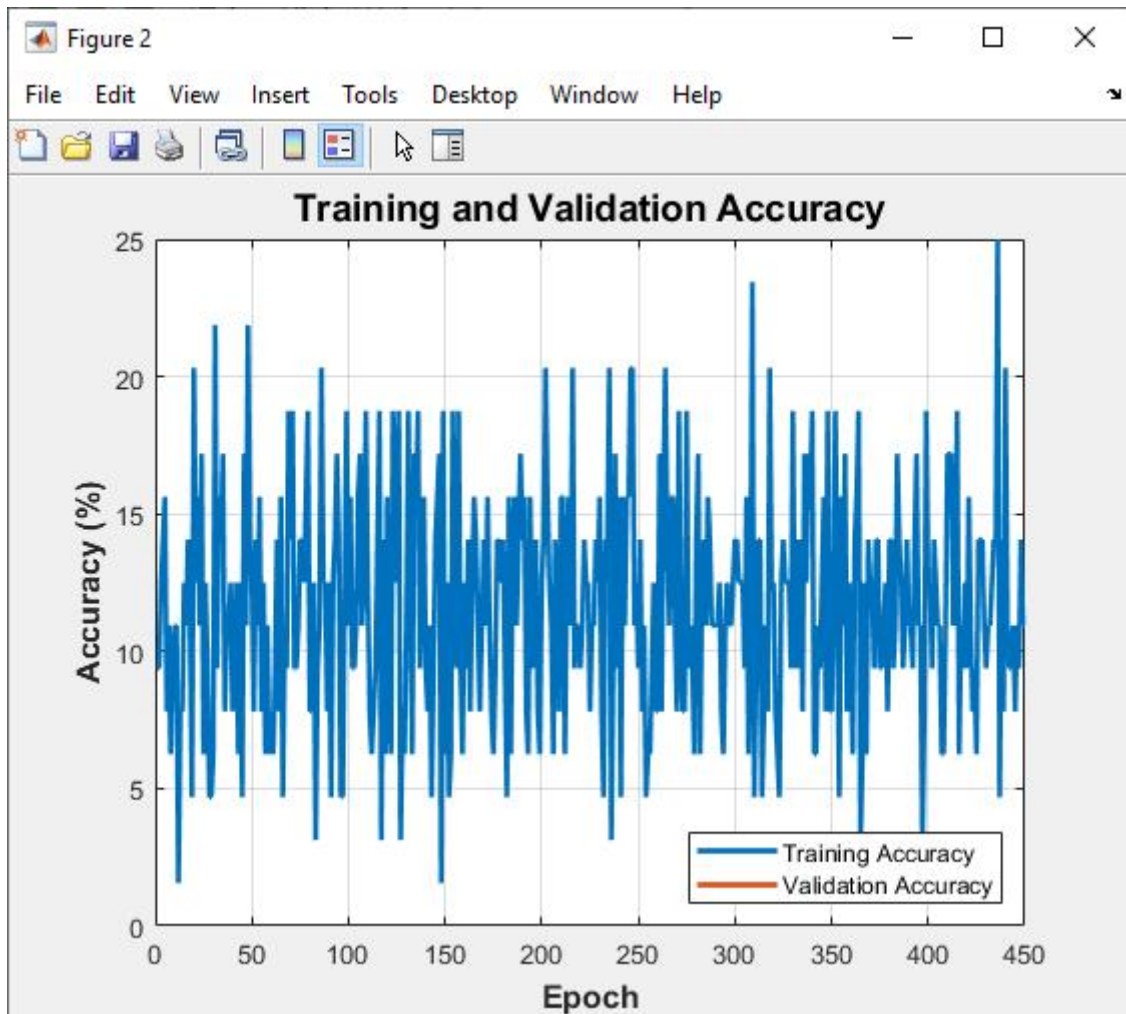 Figure 2
File Edit View Insert Tools Desktop Window Help
Training and Validation Accuracy
25
20
15
10
5
0
Accuracy (%)
Training Accuracy
Validation Accuracy
0 50 100 150 200 250 300 350 400 450
Epoch